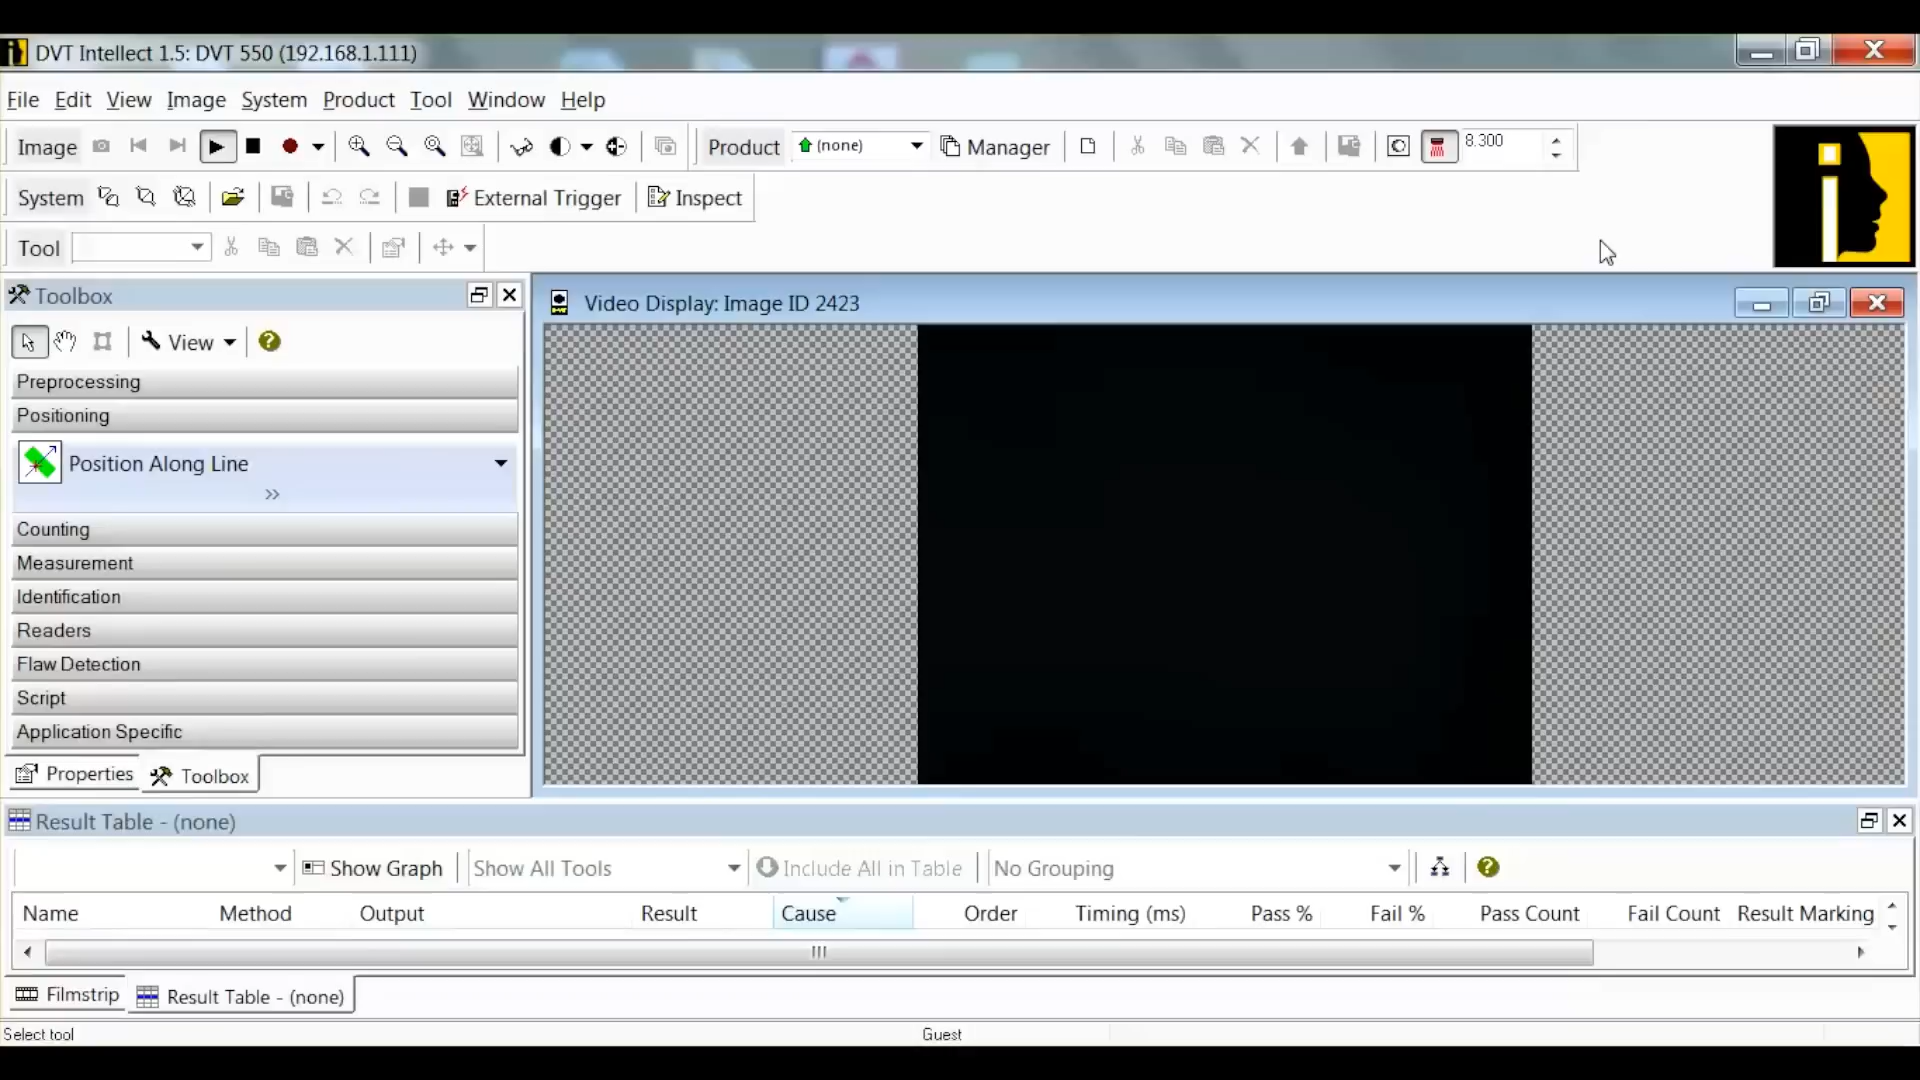 DVT Intellect 1.5: DVT 550 (192.168.1.111)
File Edit View Image System Product Tool Window Help
Image Product (none) Manager 8.300
System External Trigger Inspect
Tool
Toolbox
Video Display: Image ID 2423
View
Preprocessing
Positioning
Position Along Line
Counting
Measurement
Identification
Readers
Flaw Detection
Script
Application Specific
Properties Toolbox
Result Table - (none)
Show Graph Show All Tools Include All in Table No Grouping
Name Method Output Result Cause Order Timing (ms) Pass % Fail % Pass Count Fail Count Result Marking
Filmstrip Result Table - (none)
Select tool Guest